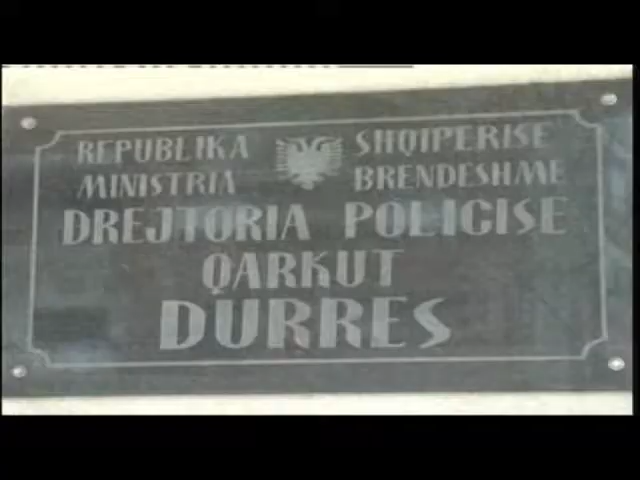 REPUBLIKA SHQIPERISE
MINISTRIA BRENDESHME
DREJTORIA POLICISE
QARKUT
DURRES